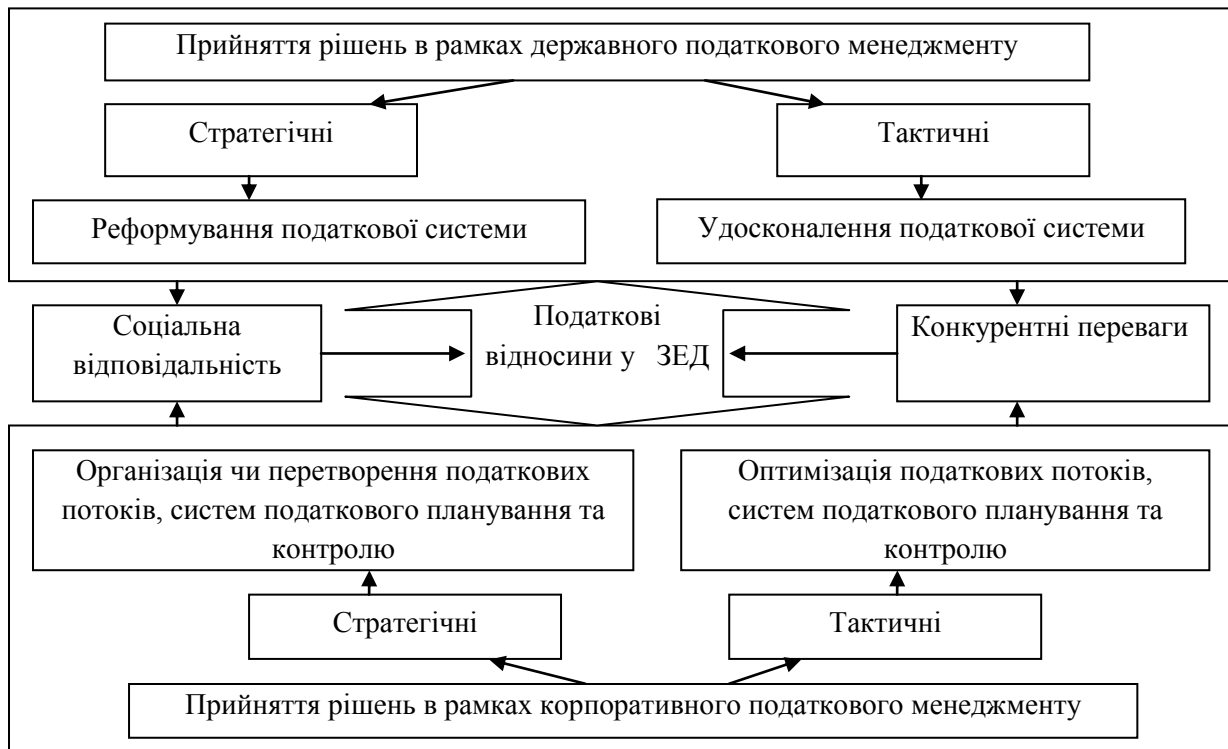 Прийняття рішень в рамках державного податкового менеджменту
Стратегічні
Тактичні
Реформування податкової системи
Удосконалення податкової системи
Соціальна
відповідальність
Податкові
відносини у ЗЕД
Конкурентні переваги
Організація чи перетворення податкових
потоків, систем податкового планування та
контролю
Оптимізація податкових потоків,
систем податкового планування та
контролю
Стратегічні
Тактичні
Прийняття рішень в рамках корпоративного податкового менеджменту